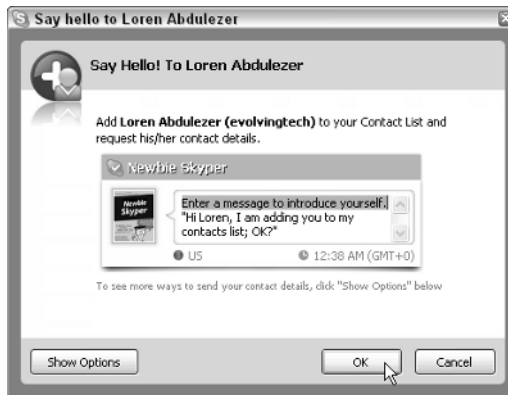 Say hello to Loren Abdulezer
Say Hello! To Loren Abdulezer
Add Loren Abdulezer (evolvingtech) to your Contact List and
request his/her contact details.
Newbie Skyper
Newbie
Skyper
Enter a message to introduce yourself.
"Hi Loren, I am adding you to my
contacts list; OK?"
US 12:38 AM (GMT+0)
To see more ways to send your contact details, click "Show Options" below
Show Options OK Cancel